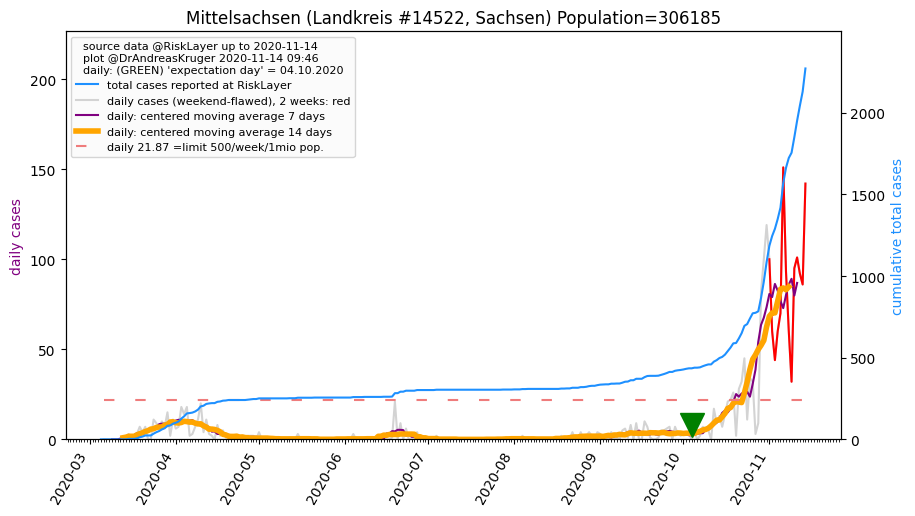 Mittelsachsen (Landkreis #14522, Sachsen) Population=306185
source data @RiskLayer up to 2020-11-14
plot @DrAndreasKruger 2020-11-14 09:46
daily: (GREEN) 'expectation day' = 04.10.2020
total cases reported at RiskLayer
daily cases (weekend-flawed), 2 weeks: red
daily: centered moving average 7 days
daily: centered moving average 14 days
daily 21.87 =limit 500/week/1mio pop.
daily cases
200
150
100
50
0
cumulative total cases
2000
1500
1000
500
0
2020-03
2020-04
2020-05
2020-06
2020-07
2020-08
2020-09
2020-10
2020-11